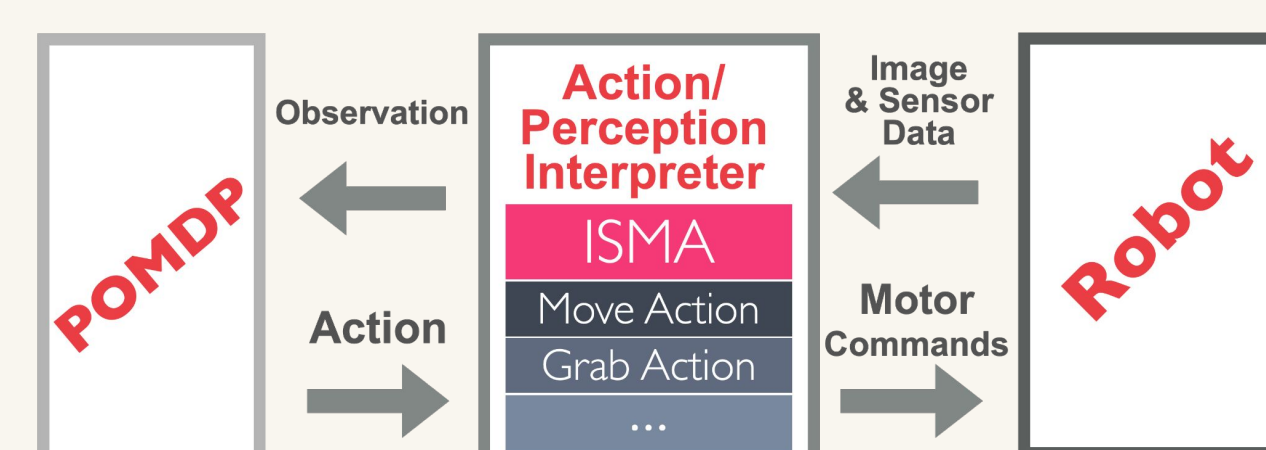 POMDP
Observation
Action
Action/
Perception
Interpreter
ISMA
Move Action
Grab Action
...
Image
& Sensor
Data
Motor
Commands
Robot